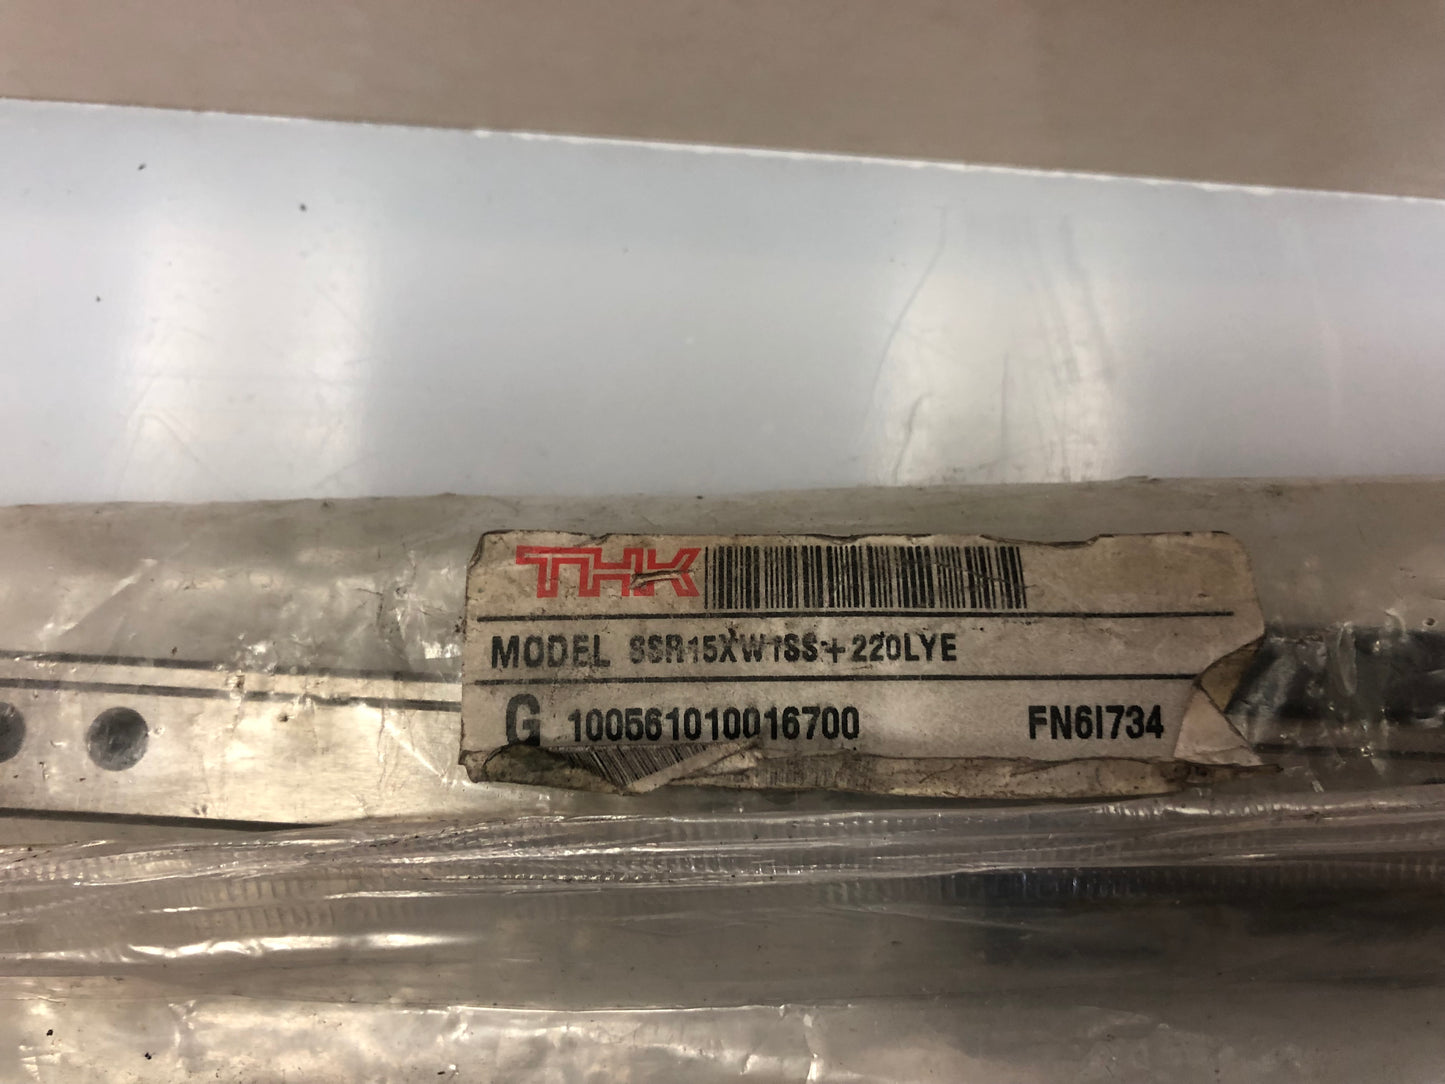 THK
MODEL SSR15XW1SS+220LYE
G 100561010016700 FN6I734